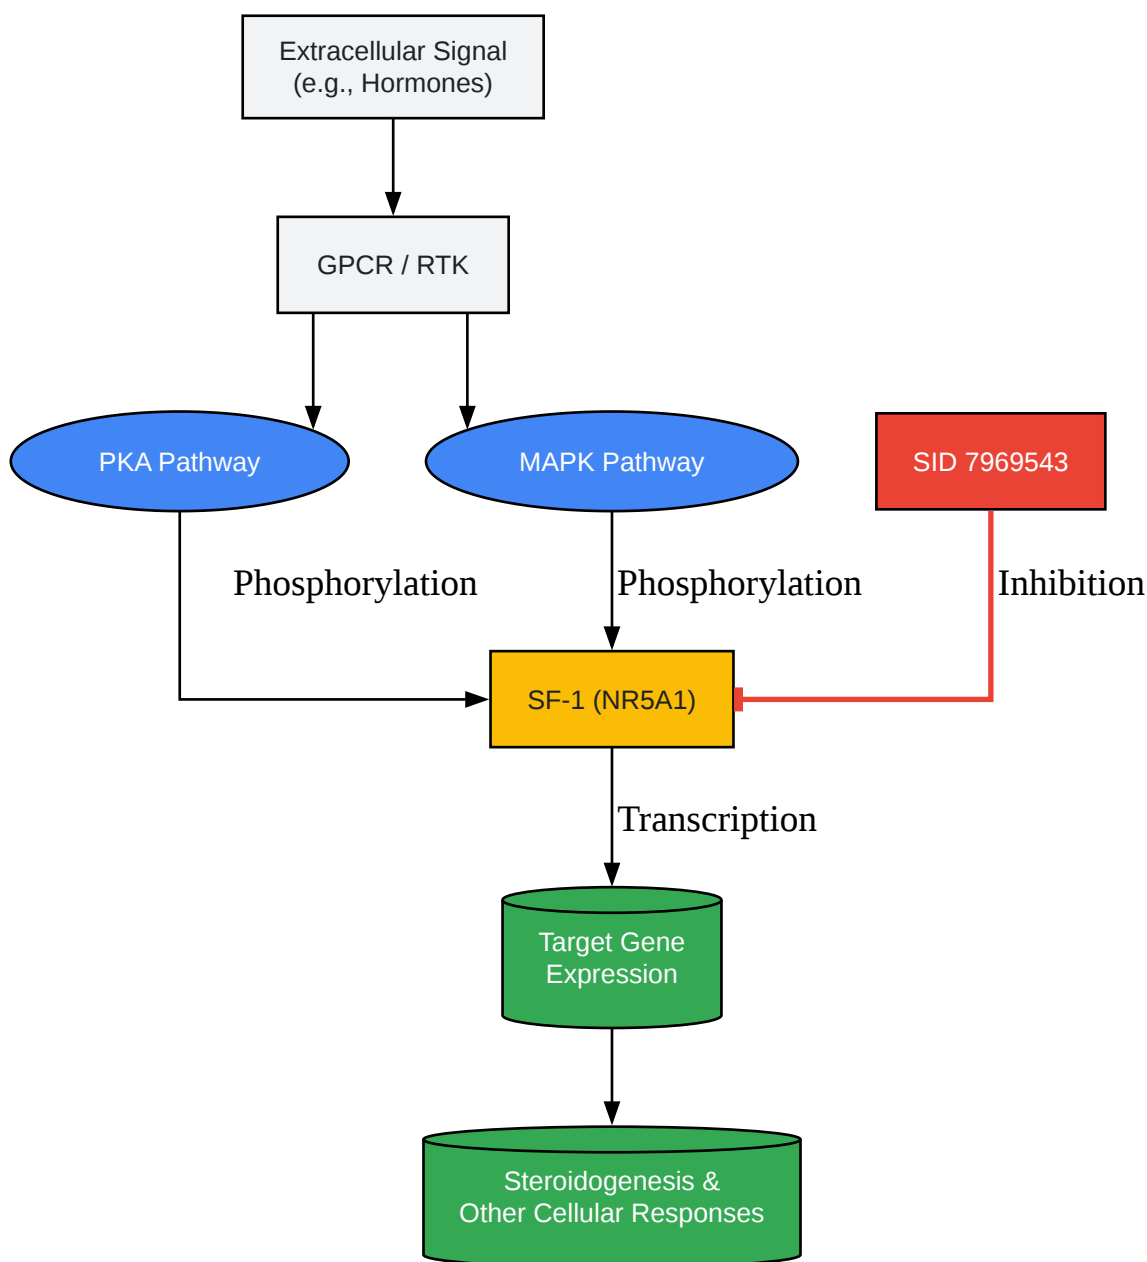 Extracellular Signal
(e.g., Hormones)
GPCR / RTK
PKA Pathway
MAPK Pathway
SID 7969543
Phosphorylation
Phosphorylation
Inhibition
SF-1 (NR5A1)
Transcription
Target Gene
Expression
Steroidogenesis &
Other Cellular Responses